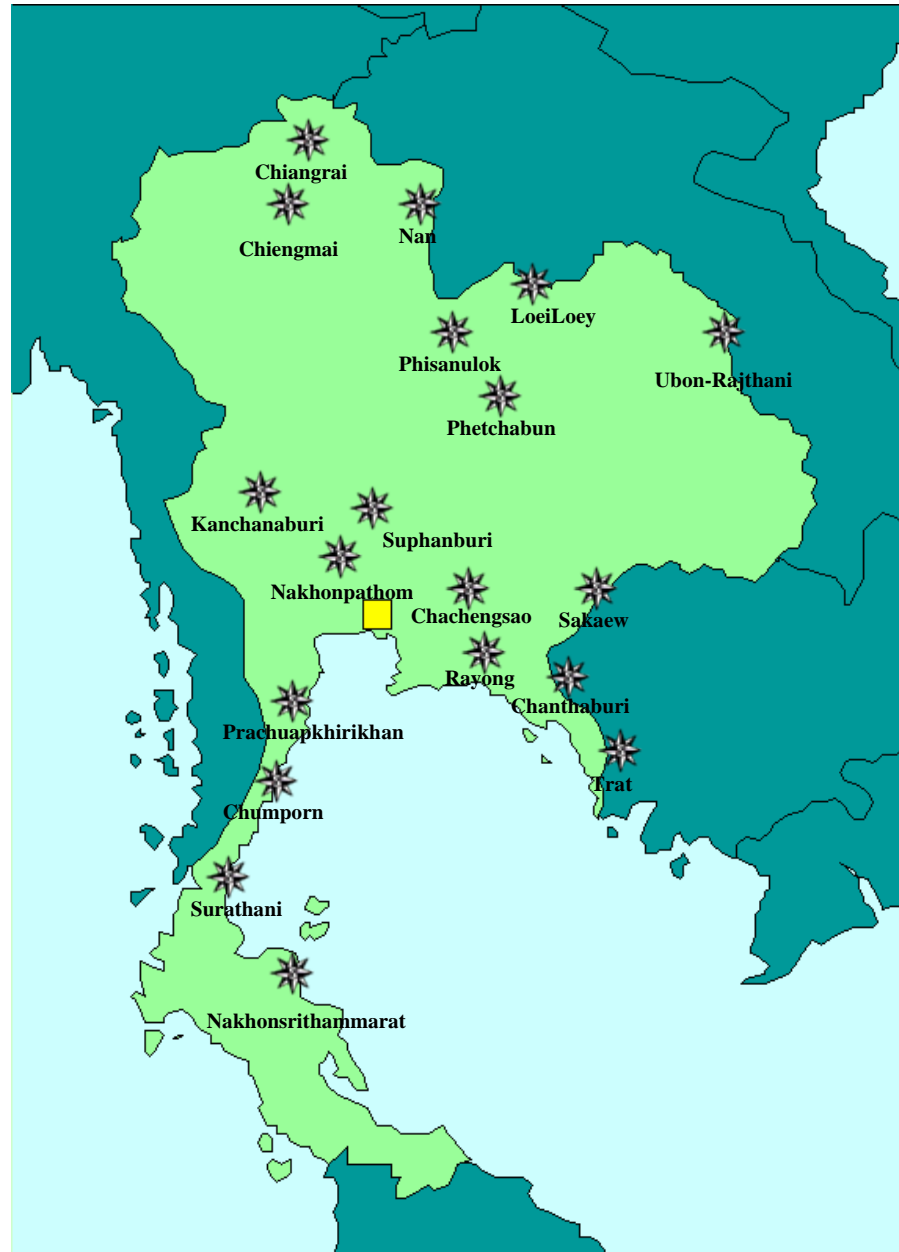 Chiangrai
Chiengmai
Nan
LoeiLoey
Phisanulok
Ubon-Rajthani
Phetchabun
Kanchanaburi
Suphanburi
Nakhonpathom
Chachengsao
Sakaew
Rayong
Chanthaburi
Prachuapkhirikhan
Trat
Chumporn
Surathani
Nakhonsrithammarat